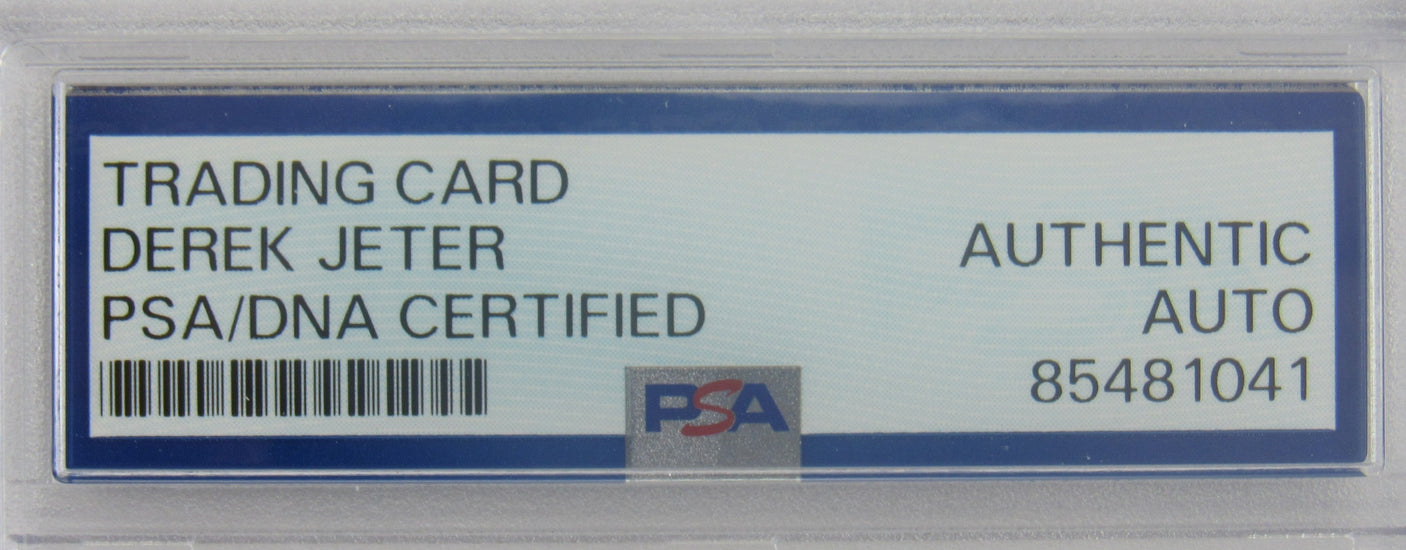 TRADING CARD
DEREK JETER
PSA/DNA CERTIFIED
AUTHENTIC
AUTO
85481041
PSA